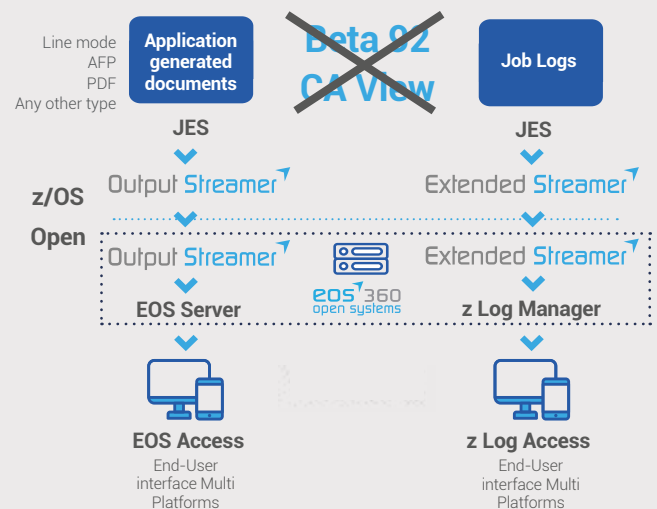 Line mode
AFP
PDF
Any other type
Application
generated
documents
Beta 92
CA View
Job Logs
JES
JES
Output Streamer
Extended Streamer
z/OS
Open
Output Streamer
Extended Streamer
eos 360
open systems
EOS Server
z Log Manager
EOS Access
z Log Access
End-User
interface Multi
Platforms
End-User
interface Multi
Platforms